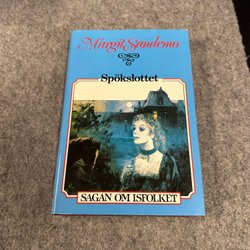 Margit Sandemo
Spökslottet
SAGAN OM ISFOLKET